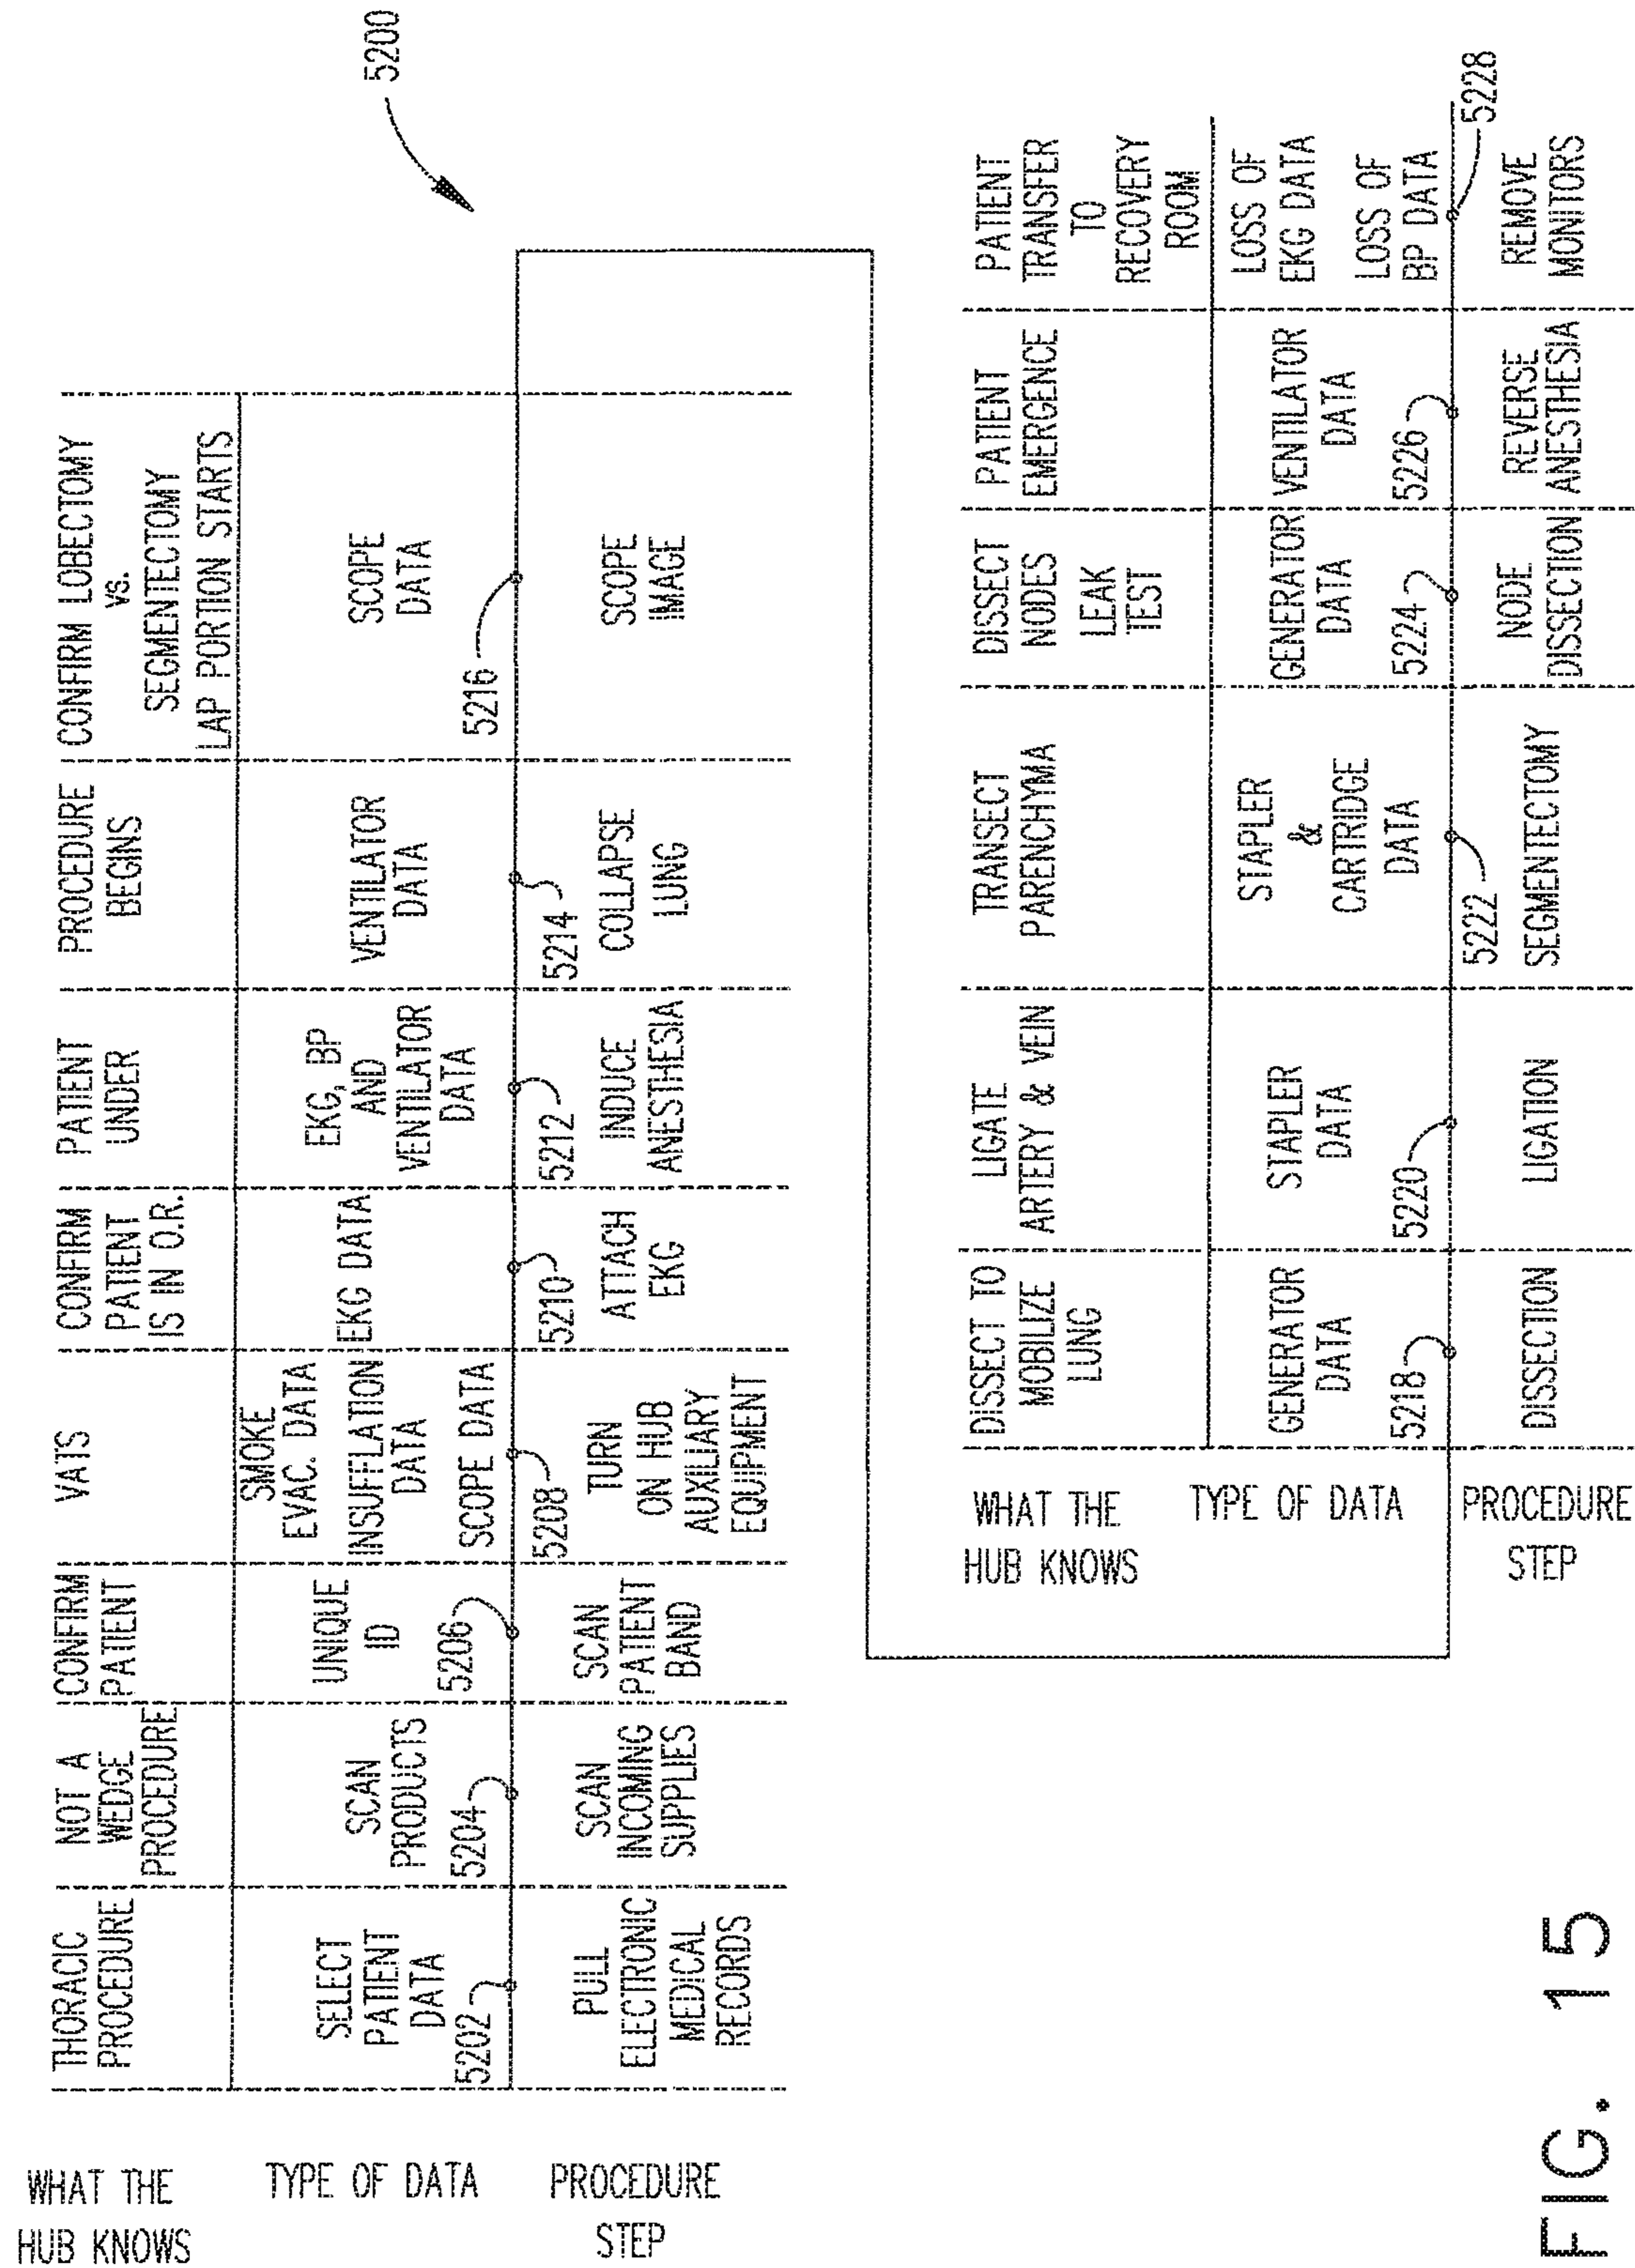 5200
WHAT THE
HUB KNOWS
THORACIC
PROCEDURE
NOT A
WEDGE
PROCEDURE
CONFIRM
PATIENT
VATS
CONFIRM
PATIENT
IS IN O.R.
PATIENT
UNDER
PROCEDURE
BEGINS
CONFIRM LOBECTOMY
vs.
SEGMENTECTOMY
LAP PORTION STARTS
TYPE OF DATA
SELECT
PATIENT
DATA
5202
SCAN
PRODUCTS
5204
UNIQUE
ID
5206
SMOKE
EVAC. DATA
INSUFFLATION
DATA
SCOPE DATA
5208
EKG DATA
5210
EKG, BP
AND
VENTILATOR
DATA
5212
VENTILATOR
DATA
5214
SCOPE
DATA
5216
PROCEDURE
STEP
PULL
ELECTRONIC
MEDICAL
RECORDS
SCAN
INCOMING
SUPPLIES
SCAN
PATIENT
BAND
TURN
ON HUB
AUXILIARY
EQUIPMENT
ATTACH
EKG
INDUCE
ANESTHESIA
COLLAPSE
LUNG
SCOPE
IMAGE
WHAT THE
HUB KNOWS
DISSECT TO
MOBILIZE
LUNG
LIGATE
ARTERY & VEIN
TRANSECT
PARENCHYMA
DISSECT
NODES
LEAK
TEST
PATIENT
EMERGENCE
PATIENT
TRANSFER
TO
RECOVERY
ROOM
TYPE OF DATA
GENERATOR
DATA
5218
STAPLER
DATA
5220
STAPLER
&
CARTRIDGE
DATA
5222
GENERATOR
DATA
5224
VENTILATOR
DATA
5226
LOSS OF
EKG DATA
LOSS OF
BP DATA
5228
PROCEDURE
STEP
DISSECTION
LIGATION
SEGMENTECTOMY
NODE
DISSECTION
REVERSE
ANESTHESIA
REMOVE
MONITORS
FIG. 15